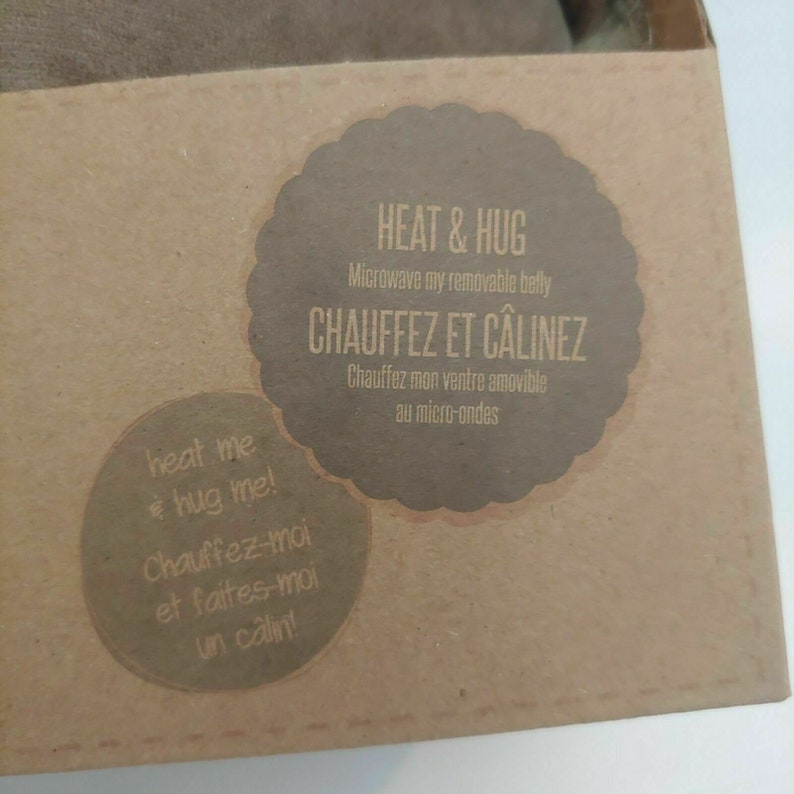 HEAT & HUG
Microwave my removable belly
CHAUFFEZ ET CÂLINEZ
Chauffez mon ventre amovible
au micro-ondes
heat me
& hug me!
chauffez-moi
et faites-moi
un câlin!